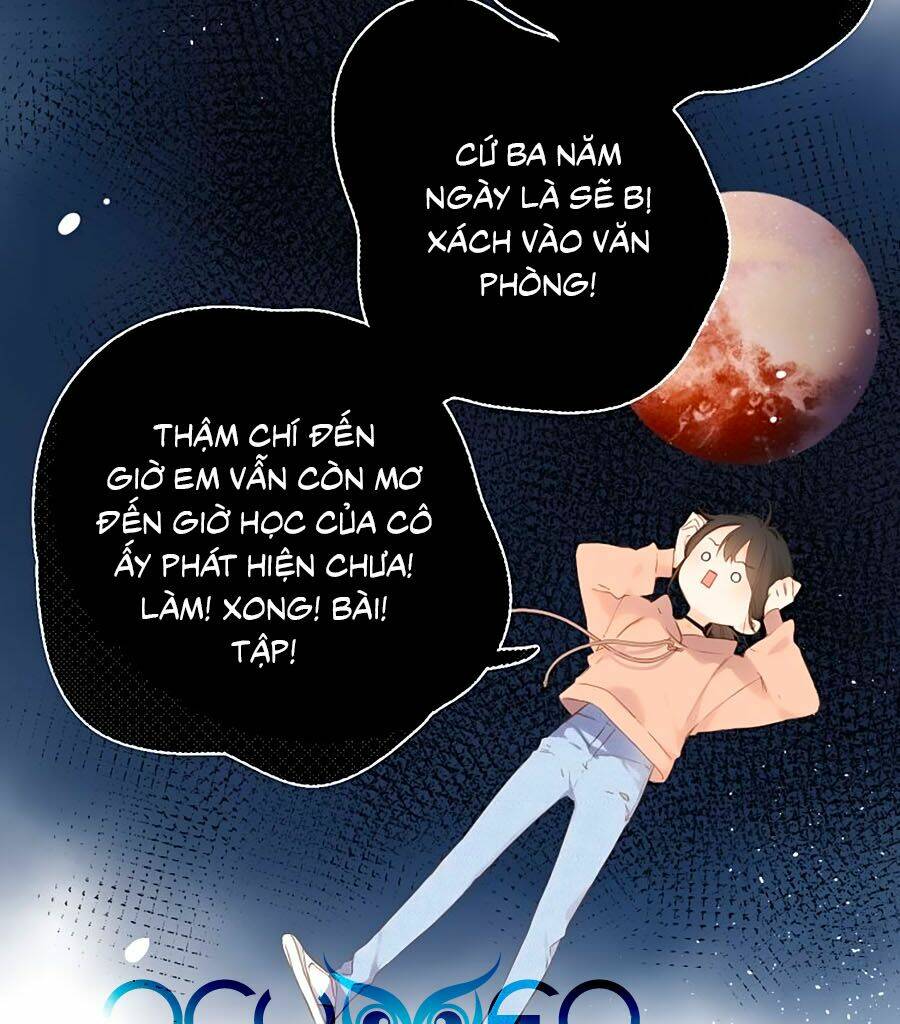 CỨ BA NĂM
NGÀY LÀ SẼ BỊ
XÁCH VÀO VĂN
PHÒNG!
THẬM CHÍ ĐẾN
GIỜ EM VẪN CÒN MƠ
ĐẾN GIỜ HỌC CỦA CÔ
ẤY PHÁT HIỆN CHƯA!
LÀM! XONG! BÀI!
TẬP!